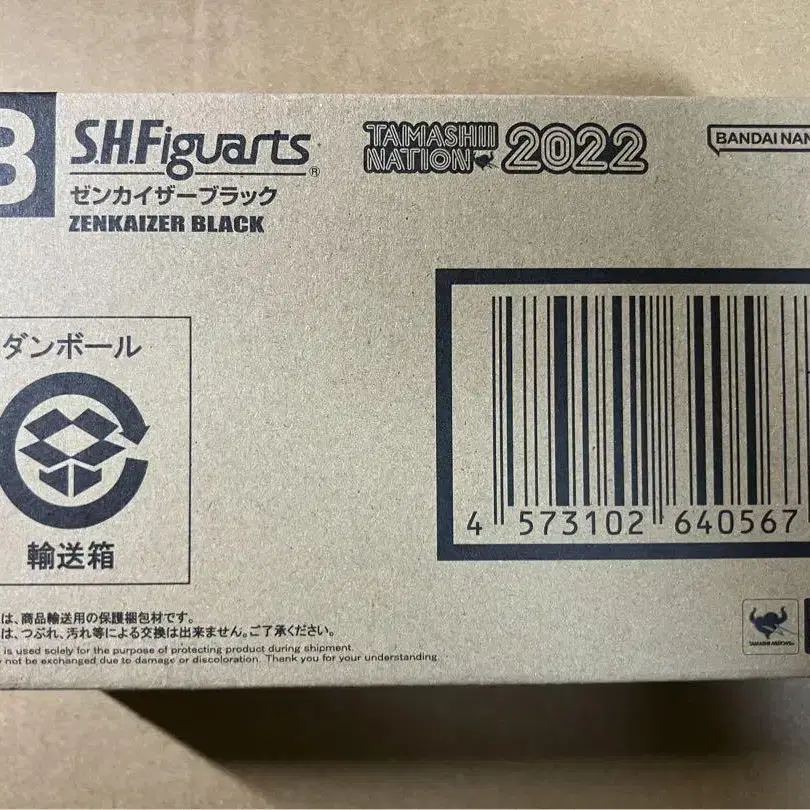 S.H.Figuarts®
ゼンカイザーブラック
ZENKAIZER BLACK
TAMASHII
NATION 2022
BANDAI NAM
ダンボール
輸送箱
4 573102 640567
は、商品輸送用の保護梱包材です。
は、つぶれ、汚れ等による交換は出来ません。ご了承ください。
is used solely for the purpose of protecting product during shipment.
not be exchanged due to damage or discoloration. Thank you for your understanding.
TAMASHII NATIONS